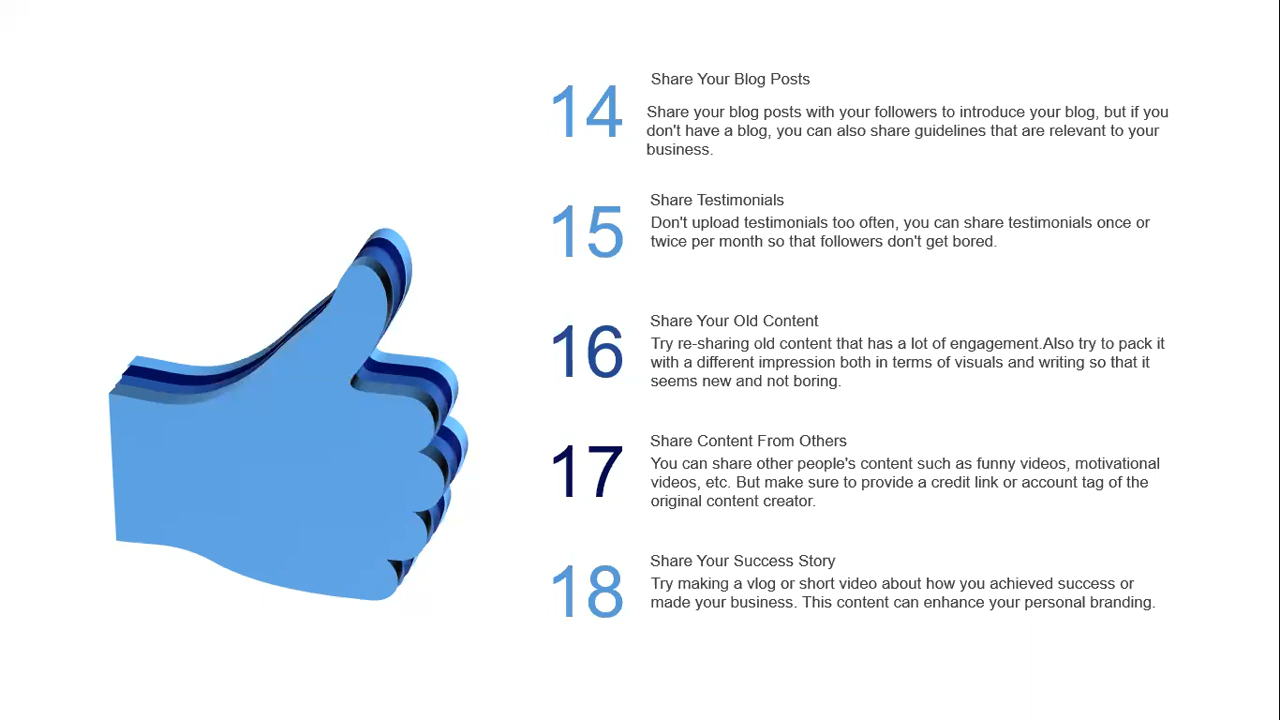 14
Share Your Blog Posts
Share your blog posts with your followers to introduce your blog, but if you
don't have a blog, you can also share guidelines that are relevant to your
business.
15
Share Testimonials
Don't upload testimonials too often, you can share testimonials once or
twice per month so that followers don't get bored.
16
Share Your Old Content
Try re-sharing old content that has a lot of engagement.Also try to pack it
with a different impression both in terms of visuals and writing so that it
seems new and not boring.
17
Share Content From Others
You can share other people's content such as funny videos, motivational
videos, etc. But make sure to provide a credit link or account tag of the
original content creator.
18
Share Your Success Story
Try making a vlog or short video about how you achieved success or
made your business. This content can enhance your personal branding.